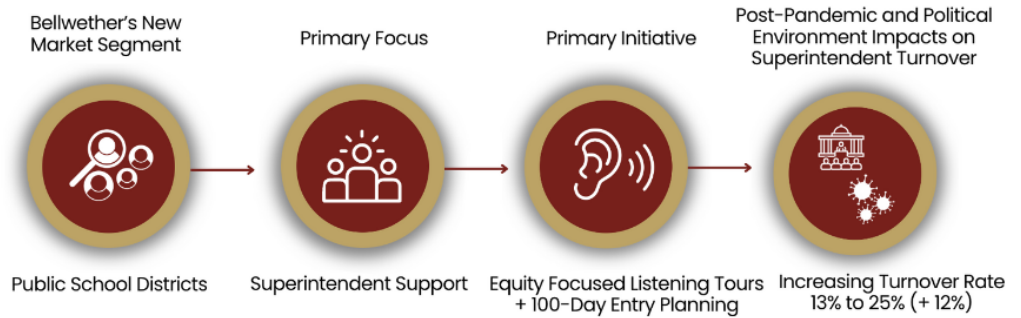 Bellwether's New
Market Segment
Primary Focus
Primary Initiative
Post-Pandemic and Political
Environment Impacts on
Superintendent Turnover
Public School Districts
Superintendent Support
Equity Focused Listening Tours
+ 100-Day Entry Planning
Increasing Turnover Rate
13% to 25% (+ 12%)